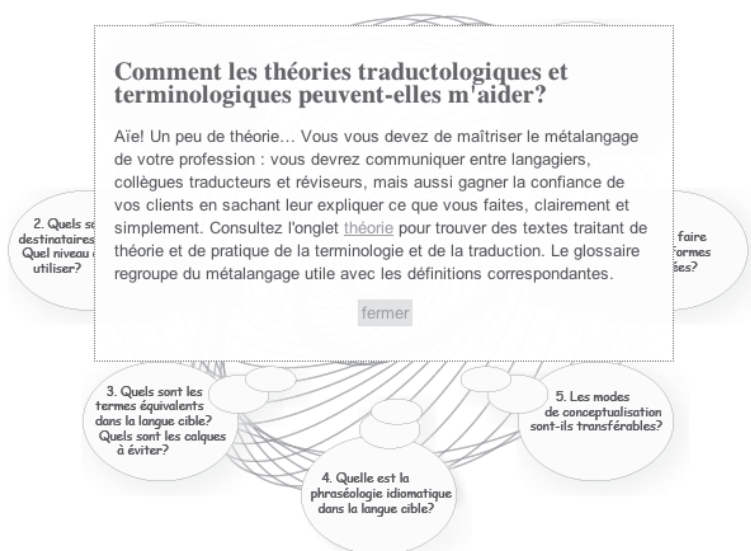 Comment les théories traductologiques et
terminologiques peuvent-elles m'aider?
Aïe! Un peu de théorie... Vous vous devez de maîtriser le métalangage
de votre profession : vous devrez communiquer entre langagiers,
collègues traducteurs et réviseurs, mais aussi gagner la confiance de
vos clients en sachant leur expliquer ce que vous faites, clairement et
simplement. Consultez l'onglet théorie pour trouver des textes traitant de
théorie et de pratique de la terminologie et de la traduction. Le glossaire
regroupe du métalangage utile avec les définitions correspondantes.
fermer
2. Quels
destinataires
Quel niveau
utiliser?
faire
3. Quels sont les
termes équivalents
dans la langue cible?
Quels sont les calques
à éviter?
4. Quelle est la
phraséologie idiomatique
dans la langue cible?
5. Les modes
de conceptualisation
sont-ils transférables?